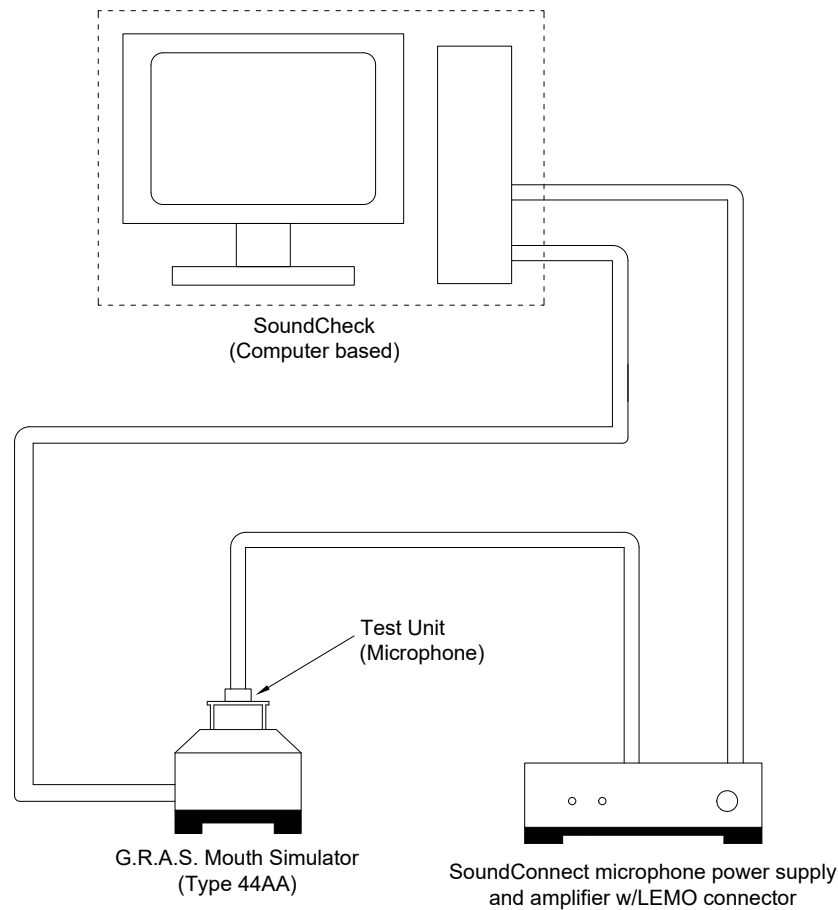 SoundCheck
(Computer based)
Test Unit
(Microphone)
G.R.A.S. Mouth Simulator
(Type 44AA)
SoundConnect microphone power supply
and amplifier w/LEMO connector